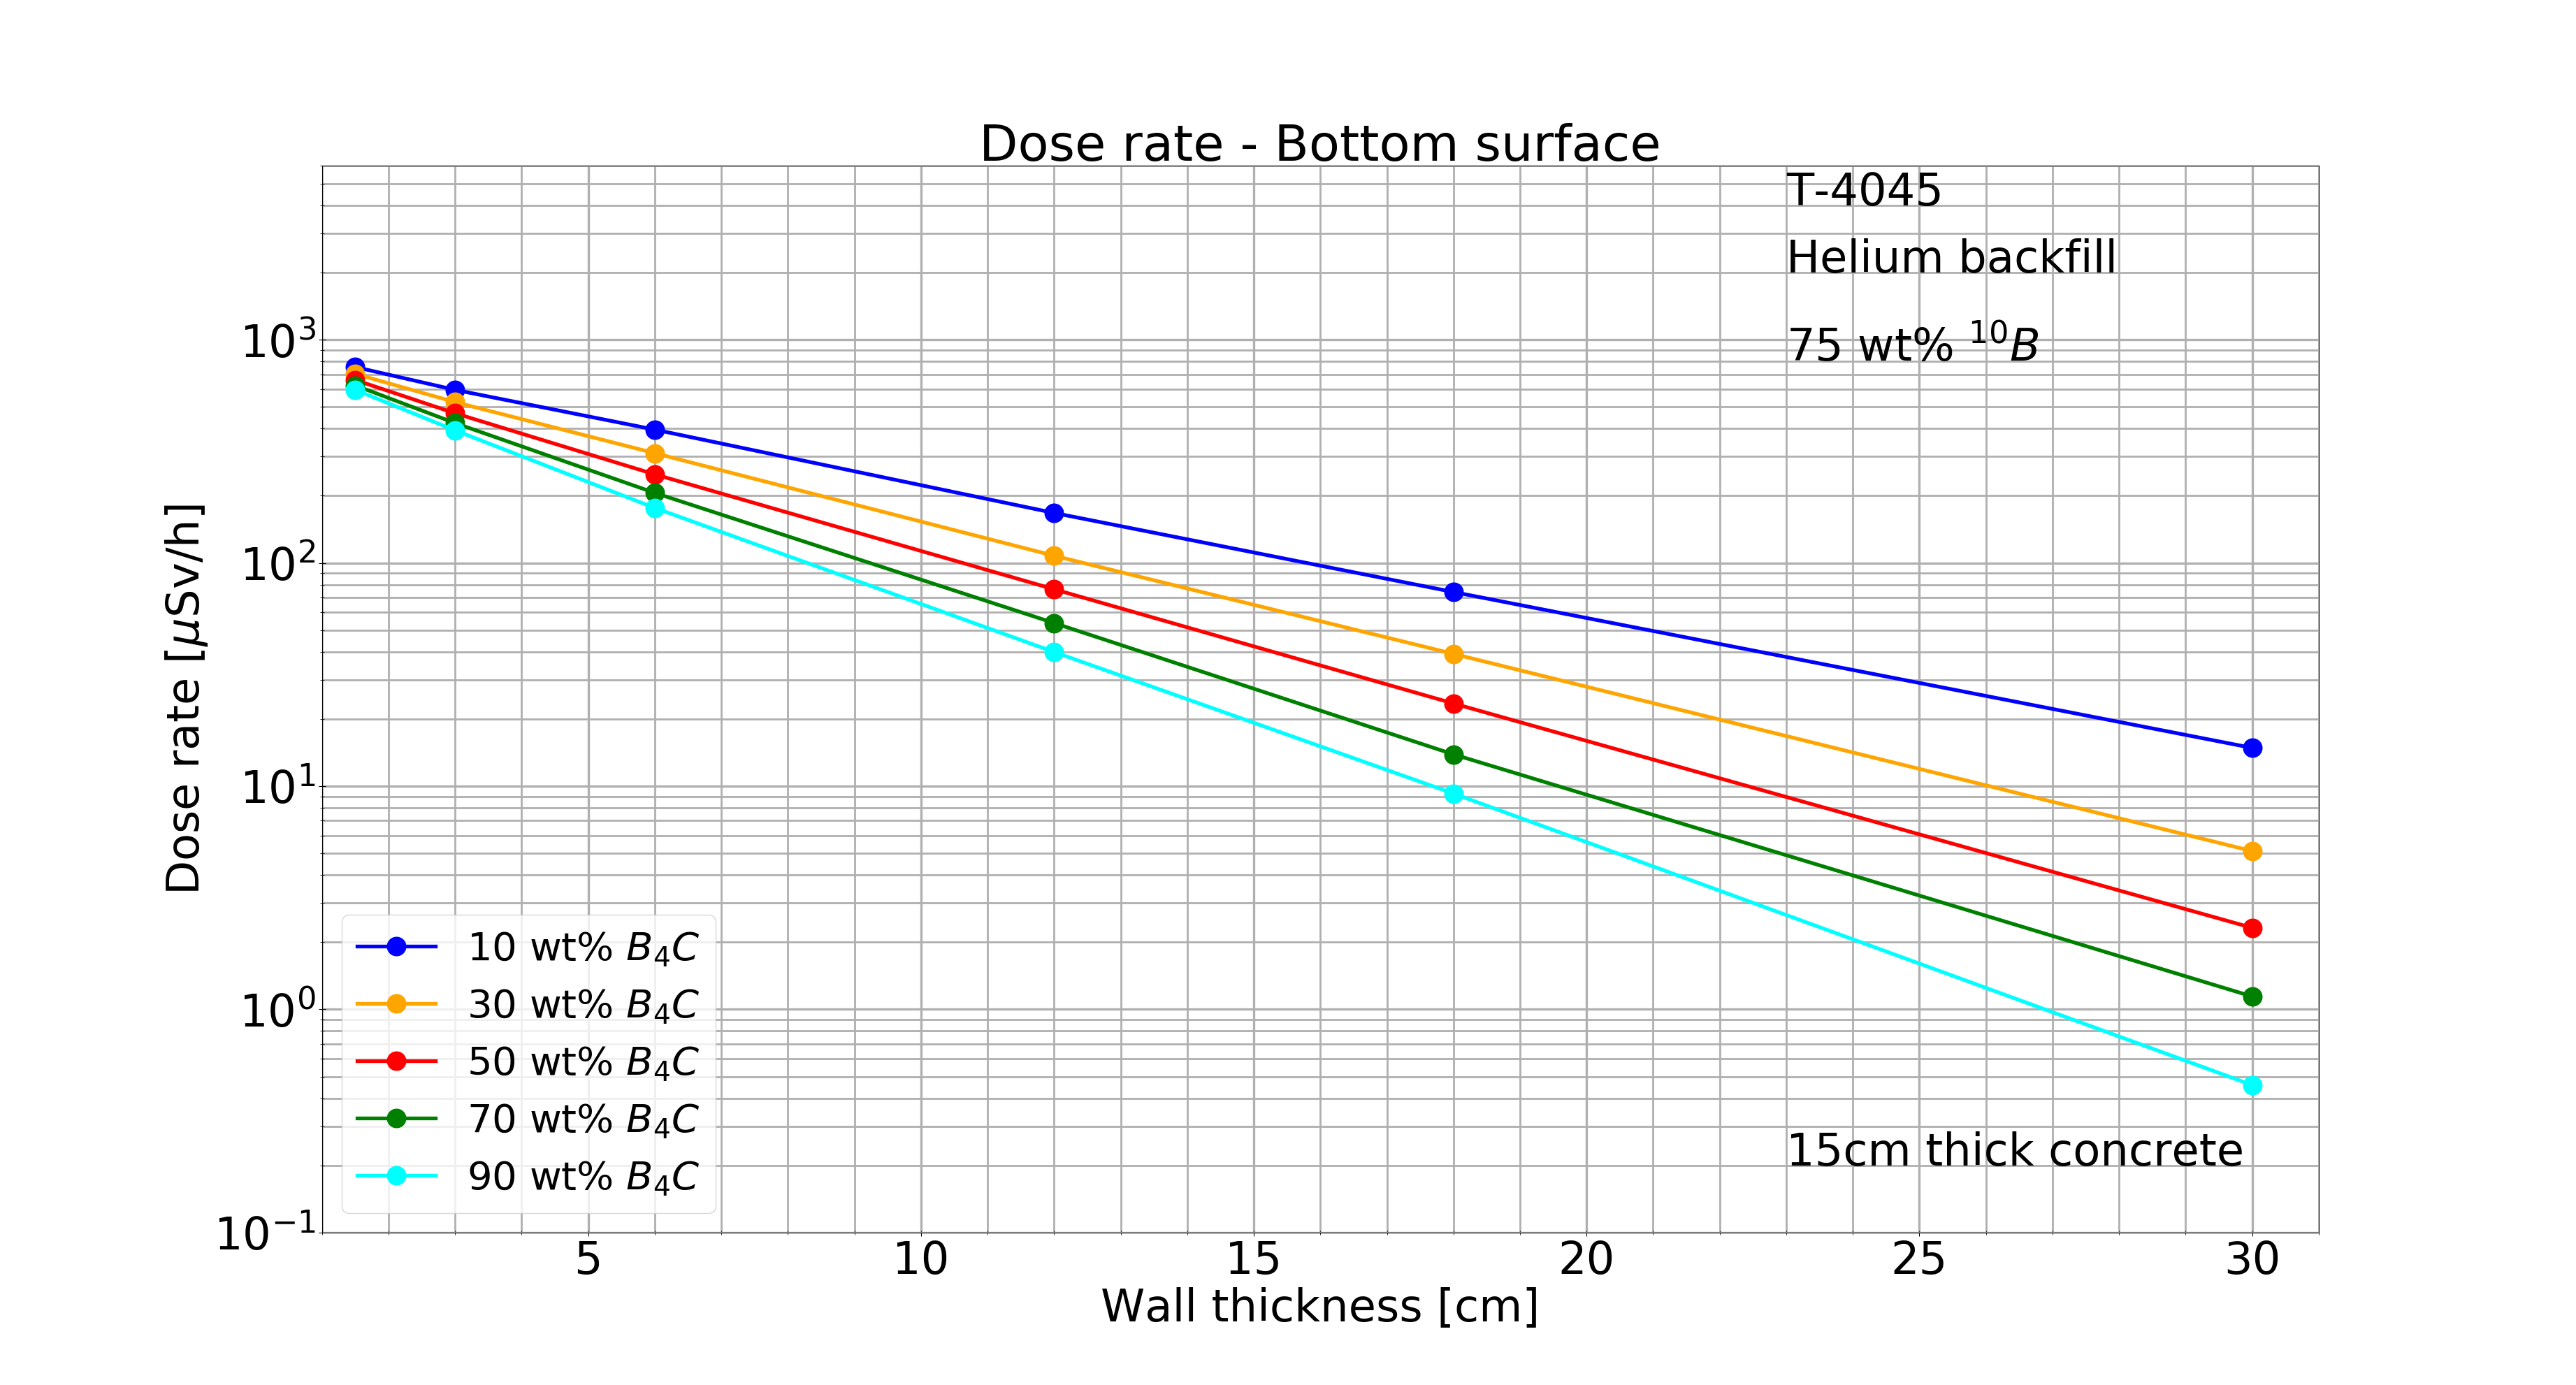 Dose rate - Bottom surface
T-4045
Helium backfill
75 wt% ¹⁰B
10³
10²
10¹
10⁰
10⁻¹
Dose rate [μSv/h]
10 wt% B₄C
30 wt% B₄C
50 wt% B₄C
70 wt% B₄C
90 wt% B₄C
15cm thick concrete
5 10 15 20 25 30
Wall thickness [cm]